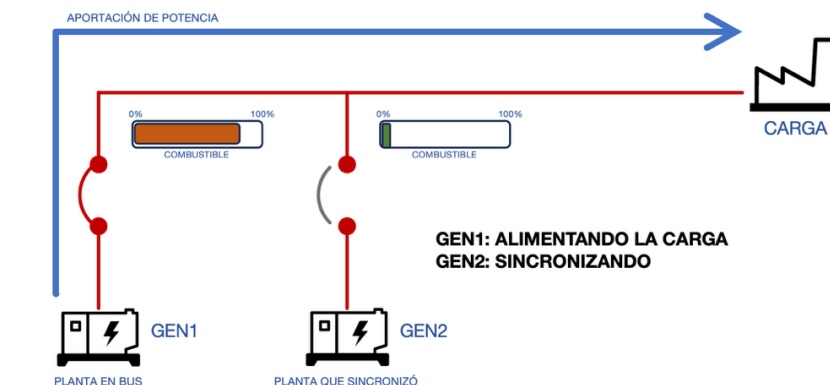 APORTACIÓN DE POTENCIA
0% 100%
COMBUSTIBLE
0% 100%
COMBUSTIBLE
CARGA
GEN1: ALIMENTANDO LA CARGA
GEN2: SINCRONIZANDO
GEN1
GEN2
PLANTA EN BUS
PLANTA QUE SINCRONIZÓ